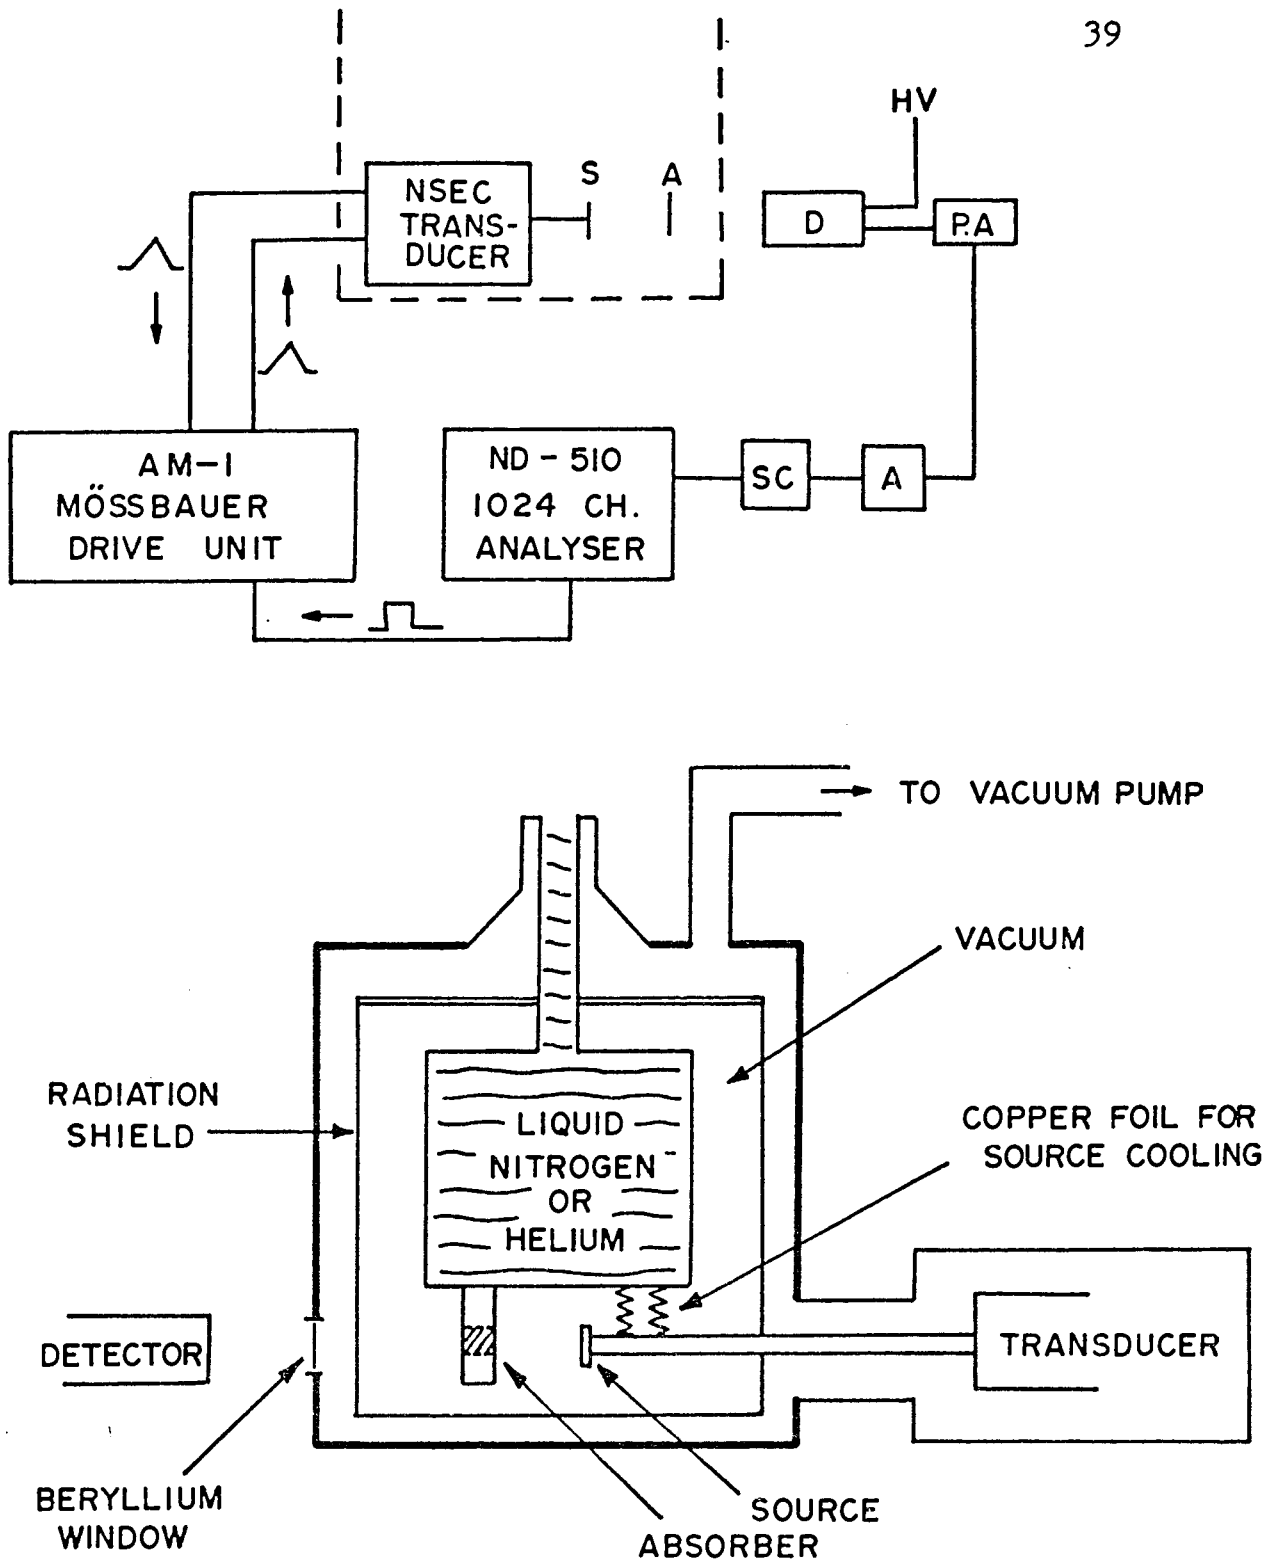 39
HV
S
A
NSEC
TRANS-
DUCER
D
P.A
AM-1
MÖSSBAUER
DRIVE UNIT
ND-510
1024 CH.
ANALYSER
SC
A
TO VACUUM PUMP
VACUUM
RADIATION
SHIELD
COPPER FOIL FOR
SOURCE COOLING
LIQUID
NITROGEN
OR
HELIUM
DETECTOR
TRANSDUCER
BERYLLIUM
WINDOW
SOURCE
ABSORBER